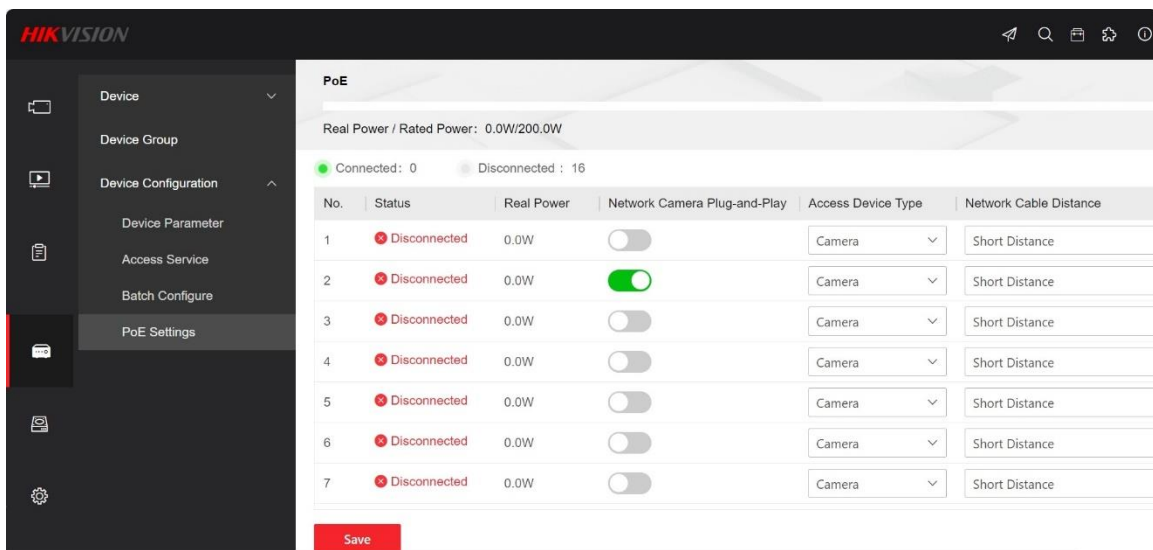 HIKVISION
Device
Device Group
Device Configuration
Device Parameter
Access Service
Batch Configure
PoE Settings
PoE
Real Power / Rated Power: 0.0W/200.0W
Connected: 0 Disconnected : 16
No. Status Real Power Network Camera Plug-and-Play Access Device Type Network Cable Distance
1 Disconnected 0.0W Camera Short Distance
2 Disconnected 0.0W Camera Short Distance
3 Disconnected 0.0W Camera Short Distance
4 Disconnected 0.0W Camera Short Distance
5 Disconnected 0.0W Camera Short Distance
6 Disconnected 0.0W Camera Short Distance
7 Disconnected 0.0W Camera Short Distance
Save